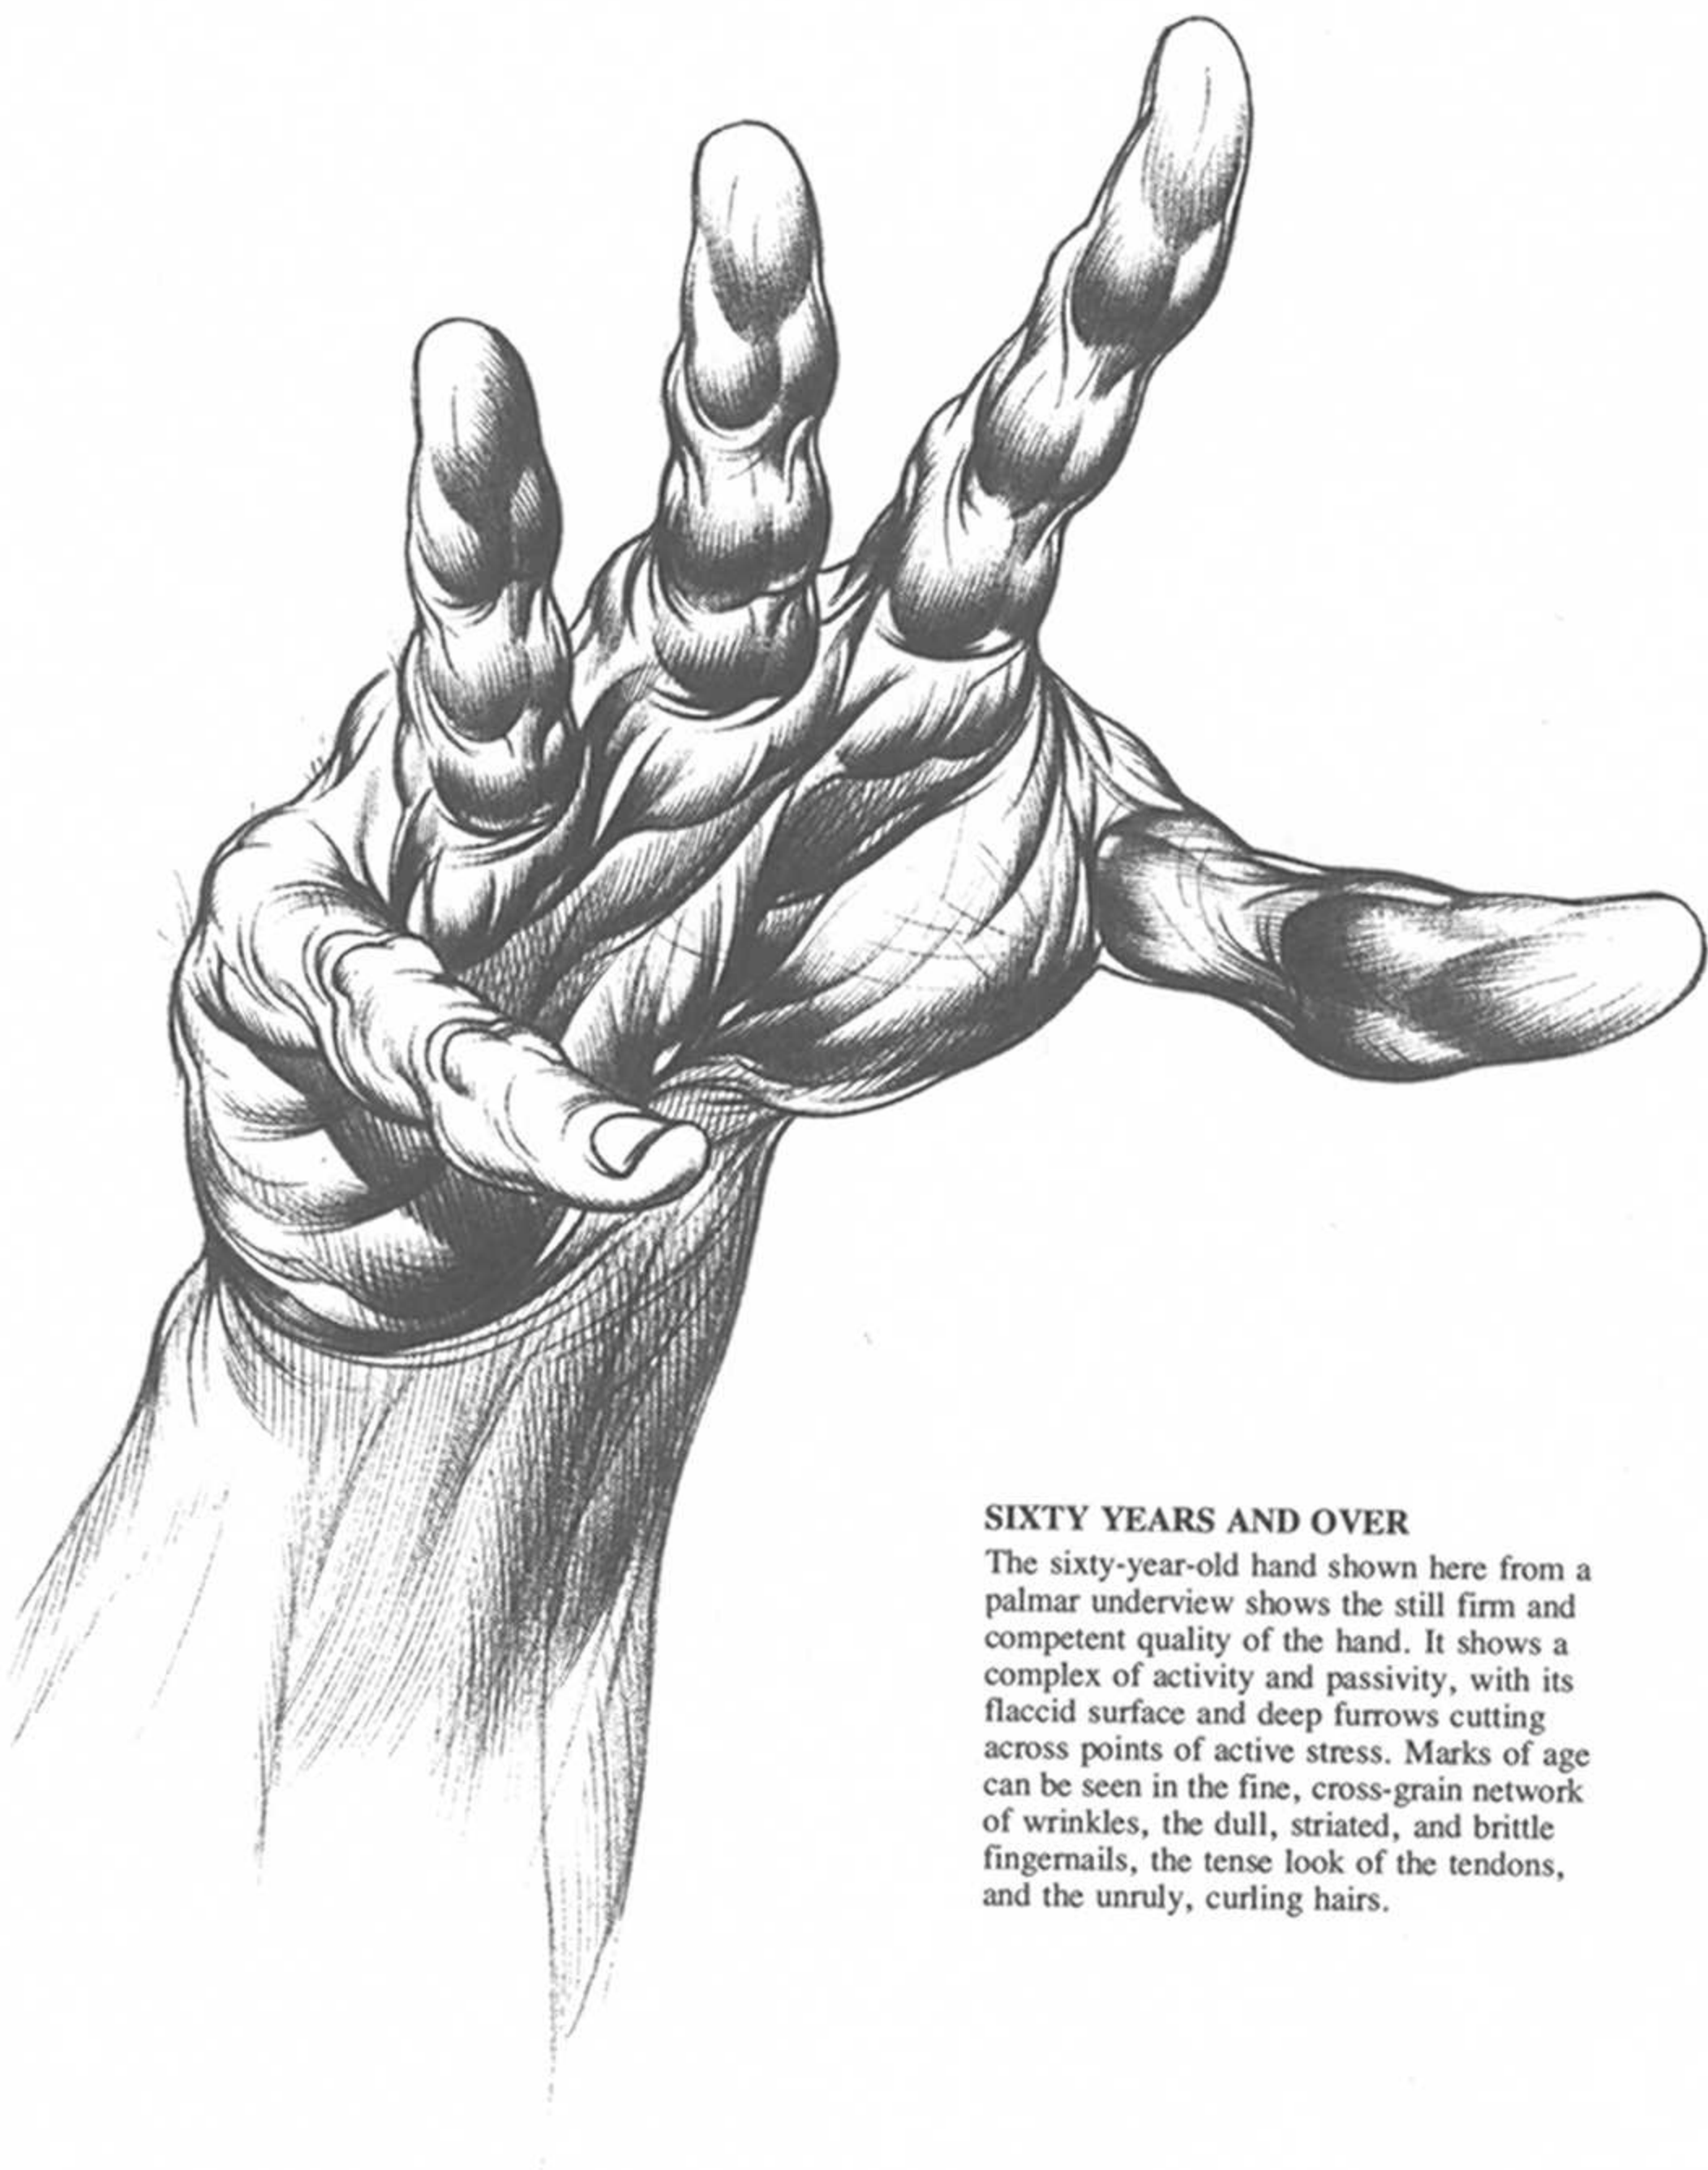 SIXTY YEARS AND OVER
The sixty-year-old hand shown here from a
palmar underview shows the still firm and
competent quality of the hand. It shows a
complex of activity and passivity, with its
flaccid surface and deep furrows cutting
across points of active stress. Marks of age
can be seen in the fine, cross-grain network
of wrinkles, the dull, striated, and brittle
fingernails, the tense look of the tendons,
and the unruly, curling hairs.